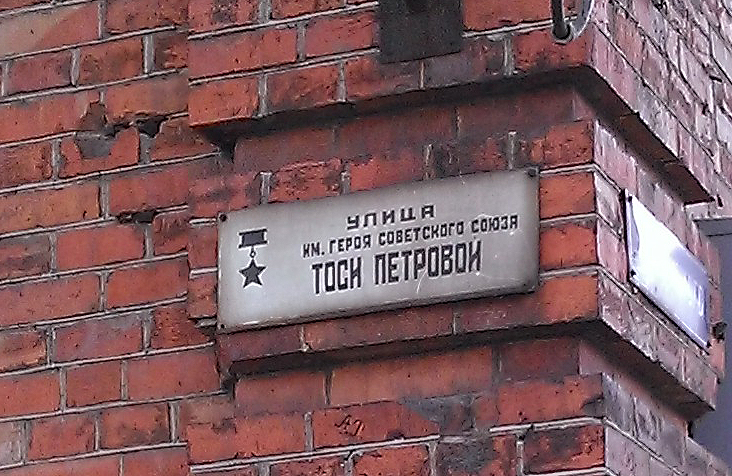 УЛИЦА
ИМ. ГЕРОЯ СОВЕТСКОГО СОЮЗА
ТОСИ ПЕТРОВОЙ